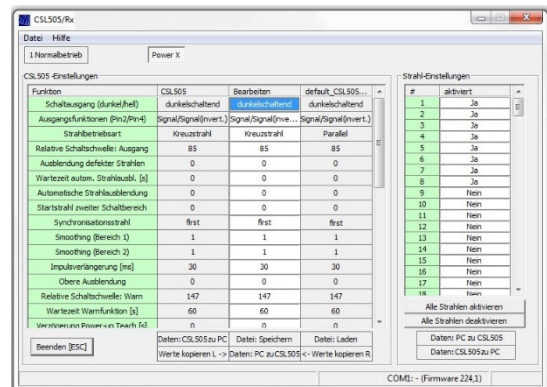 CSL505/Rx
Datei Hilfe
1 Normalbetrieb Power X
CSL505 -Einstellungen
Funktion CSL505 Bearbeiten default_CSL505...
Schaltausgang (dunkel/hell) dunkelschaltend dunkelschaltend dunkelschaltend
Ausgangsfunktionen (Pin2/Pin4) Signal/Signal(invert.) Signal/Signal(inve... Signal/Signal(invert.)
Strahlbetriebsart Kreuzstrahl Kreuzstrahl Parallel
Relative Schaltschwelle: Ausgang 85 85 85
Ausblendung defekter Strahlen 0 0 0
Wartezeit autom. Strahlausbl. [s] 0 0 0
Automatische Strahlausblendung 0 0 0
Startstrahl zweiter Schaltbereich 0 0 0
Synchronisationsstrahl first first first
Smoothing (Bereich 1) 1 1 1
Smoothing (Bereich 2) 1 1 1
Impulsverlängerung [ms] 30 30 30
Obere Ausblendung 0 0 0
Relative Schaltschwelle: Warn 147 147 147
Wartezeit Warnfunktion [s] 60 60 60
Verzögerung Power-up Teach [s] 0 0 0
Beenden [ESC]
Daten: CSL505 zu PC Datei: Speichern Datei: Laden
Werte kopieren L -> Daten: PC zu CSL505 <- Werte kopieren R
Strahl-Einstellungen
# aktiviert
1 Ja
2 Ja
3 Ja
4 Ja
5 Ja
6 Ja
7 Ja
8 Ja
9 Nein
10 Nein
11 Nein
12 Nein
13 Nein
14 Nein
15 Nein
16 Nein
17 Nein
18 Nein
Alle Strahlen aktivieren
Alle Strahlen deaktivieren
Daten: PC zu CSL505
Daten:CSL505 zu PC
COM1: - (Firmware 224,1)